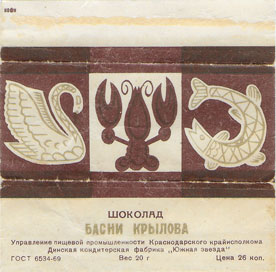 ШОКОЛАД
БАСНИ КРЫЛОВА
Управление пищевой промышленности Краснодарского крайисполкома
Динская кондитерская фабрика „Южная звезда"
ГОСТ 6534-69 Вес 20 г Цена 26 коп.